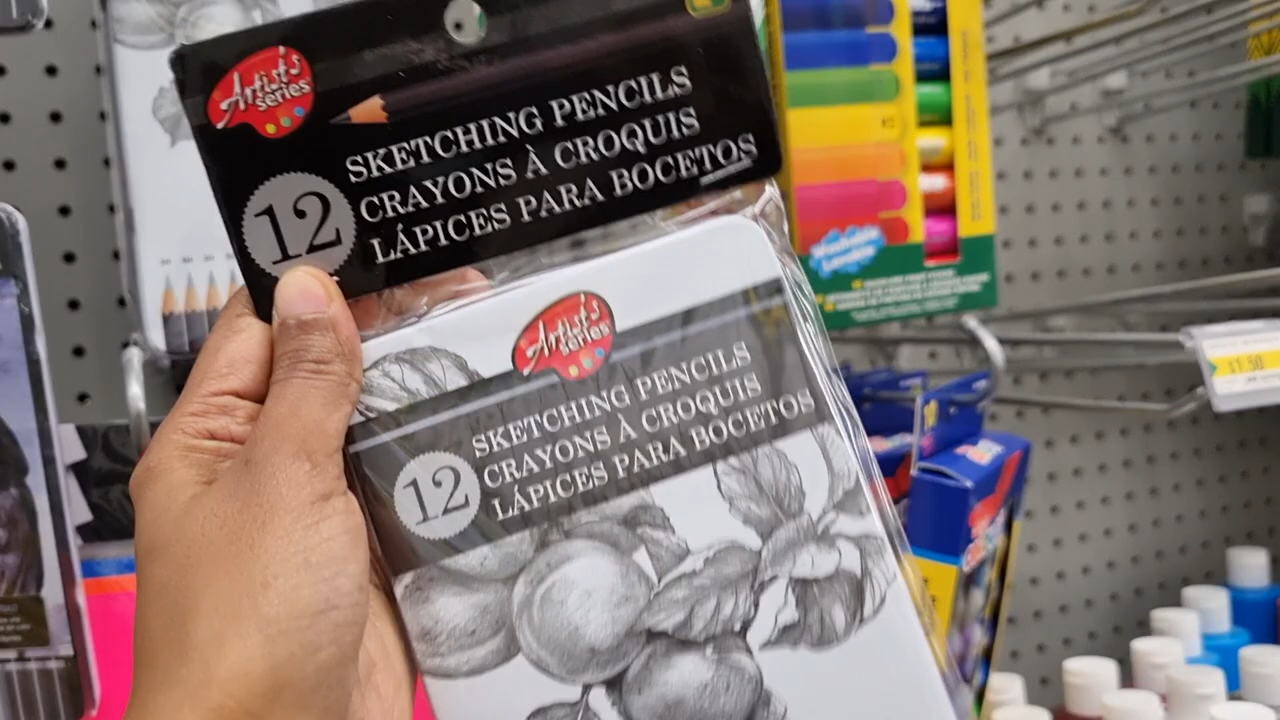 Artist's
series
SKETCHING PENCILS
CRAYONS À CROQUIS
LÁPICES PARA BOCETOS
12
Artist's
series
SKETCHING PENCILS
CRAYONS À CROQUIS
LÁPICES PARA BOCETOS
12
Washable
Lavable
$1.50